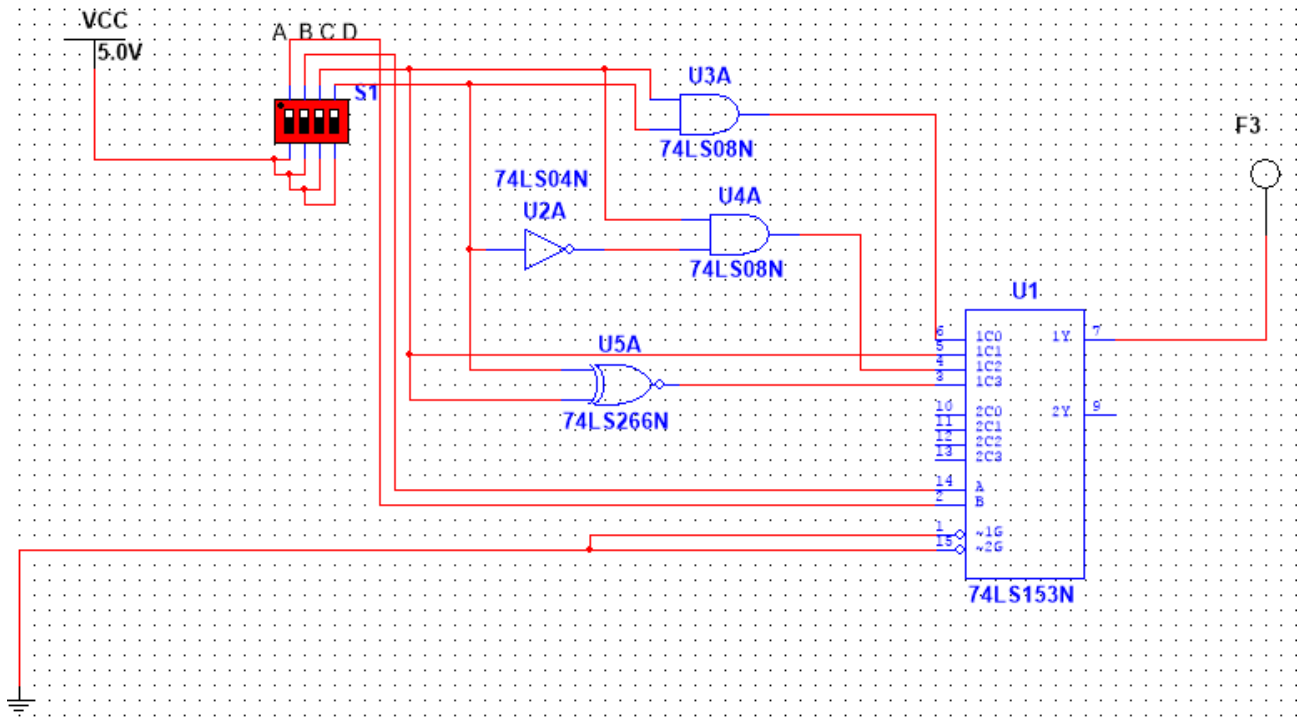 VCC
5.0V
A B C D
S1
U3A
74LS08N
74LS04N
U2A
U4A
74LS08N
U5A
74LS266N
F3
U1
6 1C0 1Y 7
5 1C1
4 1C2
3 1C3
10 2C0 2Y 9
11 2C1
12 2C2
13 2C3
14 A
2 B
1 ~1G
15 ~2G
74LS153N